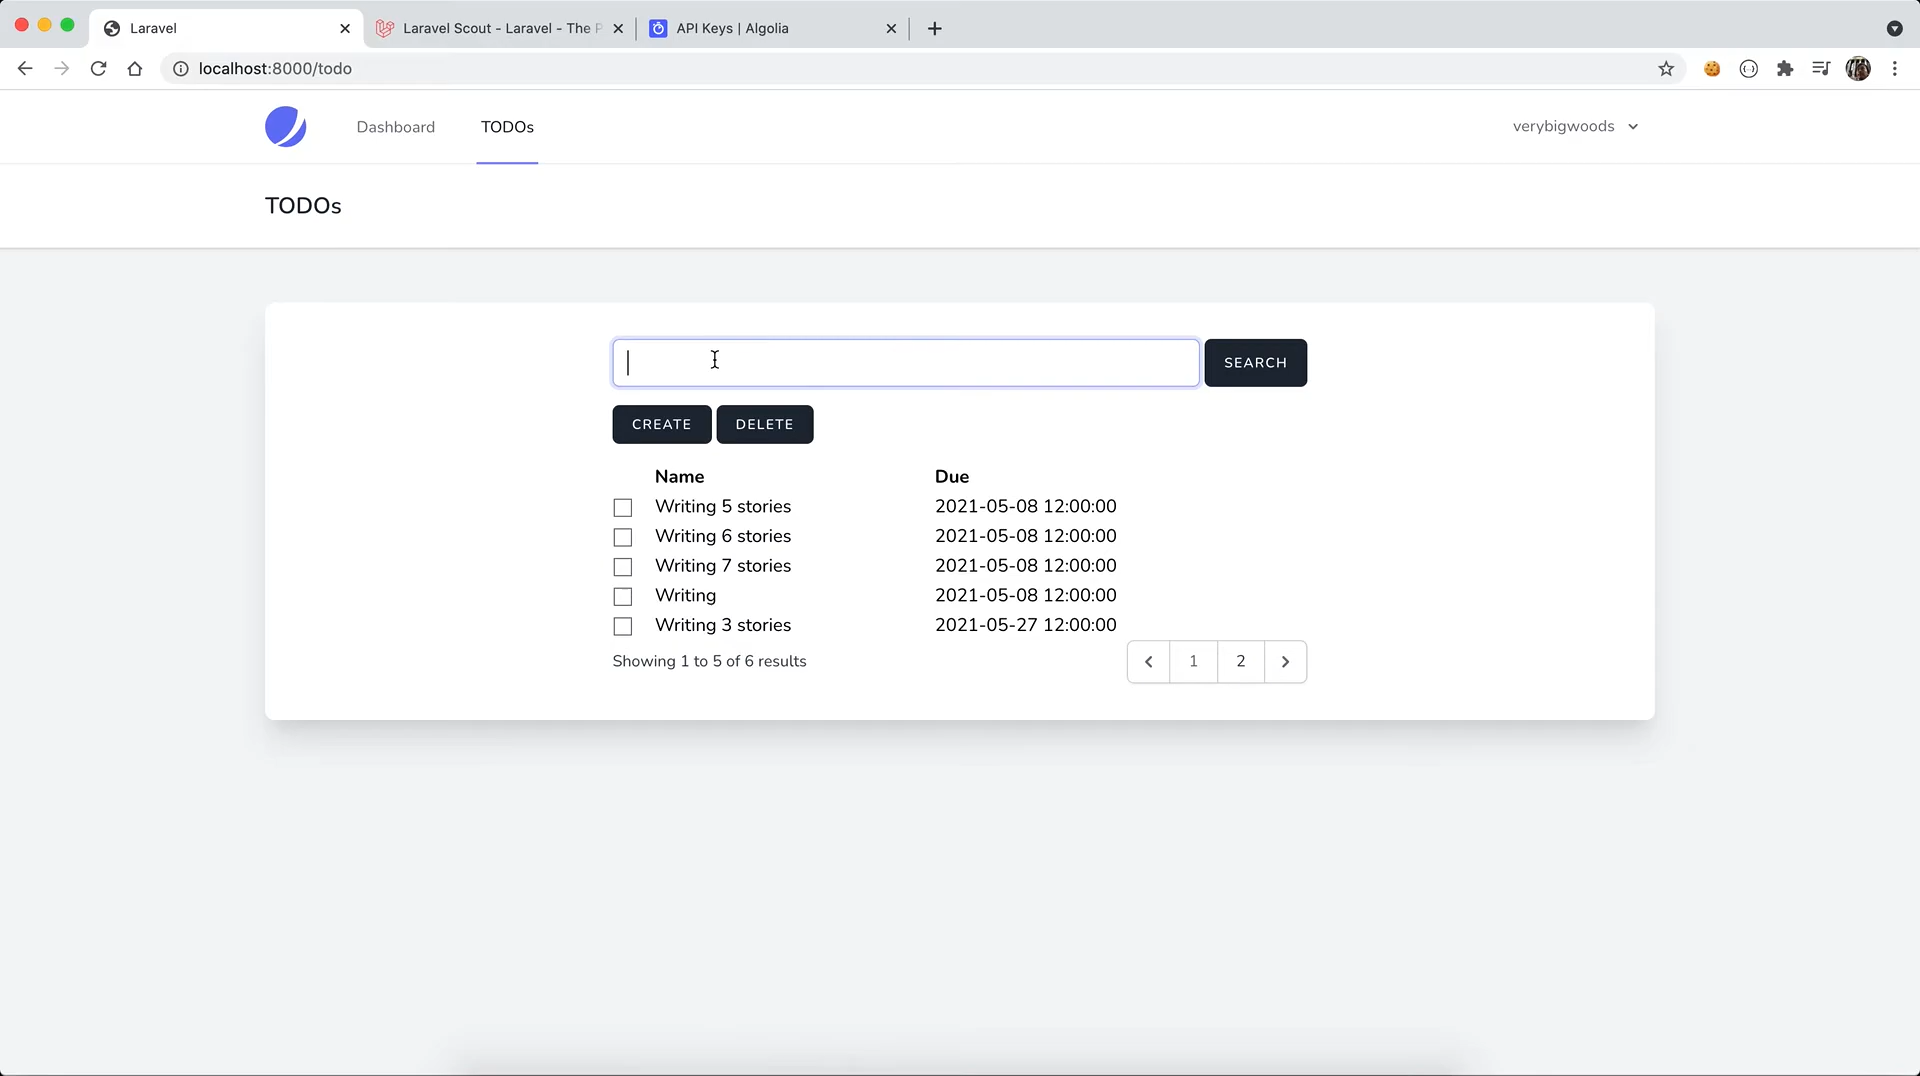 Laravel
Laravel Scout - Laravel - The P
API Keys | Algolia
localhost:8000/todo
Dashboard
TODOs
verybigwoods
TODOs
SEARCH
CREATE
DELETE
Name Due
Writing 5 stories 2021-05-08 12:00:00
Writing 6 stories 2021-05-08 12:00:00
Writing 7 stories 2021-05-08 12:00:00
Writing 2021-05-08 12:00:00
Writing 3 stories 2021-05-27 12:00:00
Showing 1 to 5 of 6 results
1 2